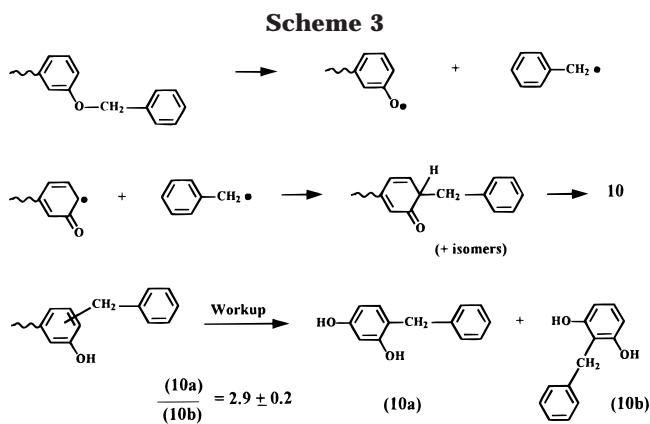 Scheme 3
+
O—CH₂
O•
CH₂ •
H
+
CH₂ •
CH₂
10
O
O
(+ isomers)
CH₂
Workup
HO
CH₂
+
HO
OH
OH
OH
CH₂
(10a)
(10b) = 2.9 ± 0.2
(10a)
(10b)